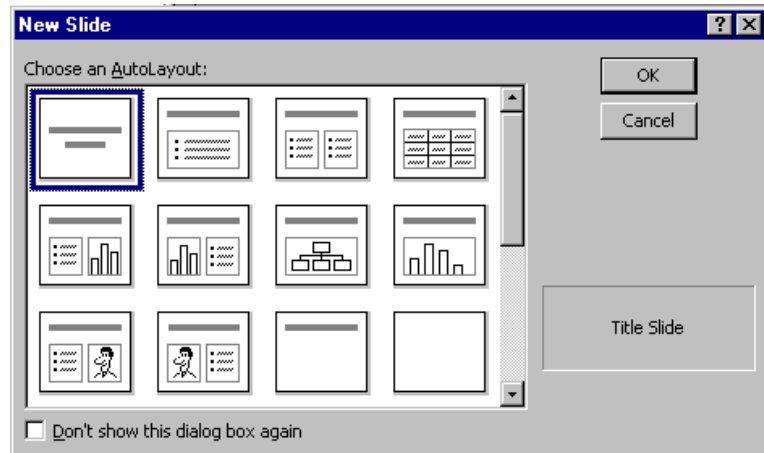 New Slide
Choose an AutoLayout:
OK
Cancel
Title Slide
Don't show this dialog box again